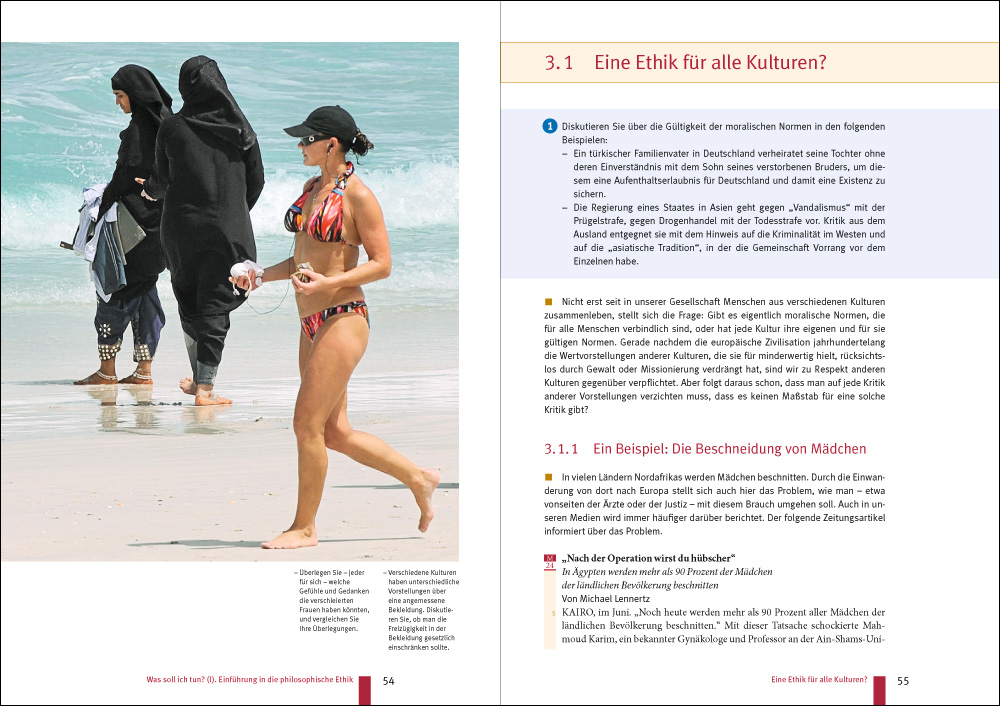 – Überlegen Sie – jeder
für sich – welche
Gefühle und Gedanken
die verschleierten
Frauen haben könnten,
und vergleichen Sie
Ihre Überlegungen.
– Verschiedene Kulturen
haben unterschiedliche
Vorstellungen über
eine angemessene
Bekleidung. Diskutie-
ren Sie, ob man die
Freizügigkeit in der
Bekleidung gesetzlich
einschränken sollte.
Was soll ich tun? (I). Einführung in die philosophische Ethik 54
3.1 Eine Ethik für alle Kulturen?
1 Diskutieren Sie über die Gültigkeit der moralischen Normen in den folgenden
Beispielen:
– Ein türkischer Familienvater in Deutschland verheiratet seine Tochter ohne
deren Einverständnis mit dem Sohn seines verstorbenen Bruders, um die-
sem eine Aufenthaltserlaubnis für Deutschland und damit eine Existenz zu
sichern.
– Die Regierung eines Staates in Asien geht gegen „Vandalismus“ mit der
Prügelstrafe, gegen Drogenhandel mit der Todesstrafe vor. Kritik aus dem
Ausland entgegnet sie mit dem Hinweis auf die Kriminalität im Westen und
auf die „asiatische Tradition“, in der die Gemeinschaft Vorrang vor dem
Einzelnen habe.
Nicht erst seit in unserer Gesellschaft Menschen aus verschiedenen Kulturen
zusammenleben, stellt sich die Frage: Gibt es eigentlich moralische Normen, die
für alle Menschen verbindlich sind, oder hat jede Kultur ihre eigenen und für sie
gültigen Normen. Gerade nachdem die europäische Zivilisation jahrhundertelang
die Wertvorstellungen anderer Kulturen, die sie für minderwertig hielt, rücksichts-
los durch Gewalt oder Missionierung verdrängt hat, sind wir zu Respekt anderen
Kulturen gegenüber verpflichtet. Aber folgt daraus schon, dass man auf jede Kritik
anderer Vorstellungen verzichten muss, dass es keinen Maßstab für eine solche
Kritik gibt?
3.1.1 Ein Beispiel: Die Beschneidung von Mädchen
In vielen Ländern Nordafrikas werden Mädchen beschnitten. Durch die Einwan-
derung von dort nach Europa stellt sich auch hier das Problem, wie man – etwa
vonseiten der Ärzte oder der Justiz – mit diesem Brauch umgehen soll. Auch in un-
seren Medien wird immer häufiger darüber berichtet. Der folgende Zeitungsartikel
informiert über das Problem.
M
24
„Nach der Operation wirst du hübscher“
In Ägypten werden mehr als 90 Prozent der Mädchen
der ländlichen Bevölkerung beschnitten
Von Michael Lennertz
5 KAIRO, im Juni. „Noch heute werden mehr als 90 Prozent aller Mädchen der
ländlichen Bevölkerung beschnitten.“ Mit dieser Tatsache schockierte Mah-
moud Karim, ein bekannter Gynäkologe und Professor an der Ain-Shams-Uni-
Eine Ethik für alle Kulturen? 55